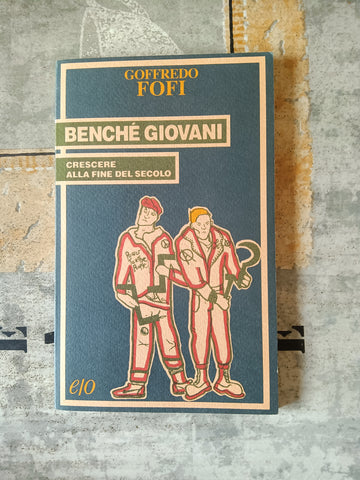 GOFFREDO
FOFI
BENCHÉ GIOVANI
CRESCERE
ALLA FINE DEL SECOLO
e/o